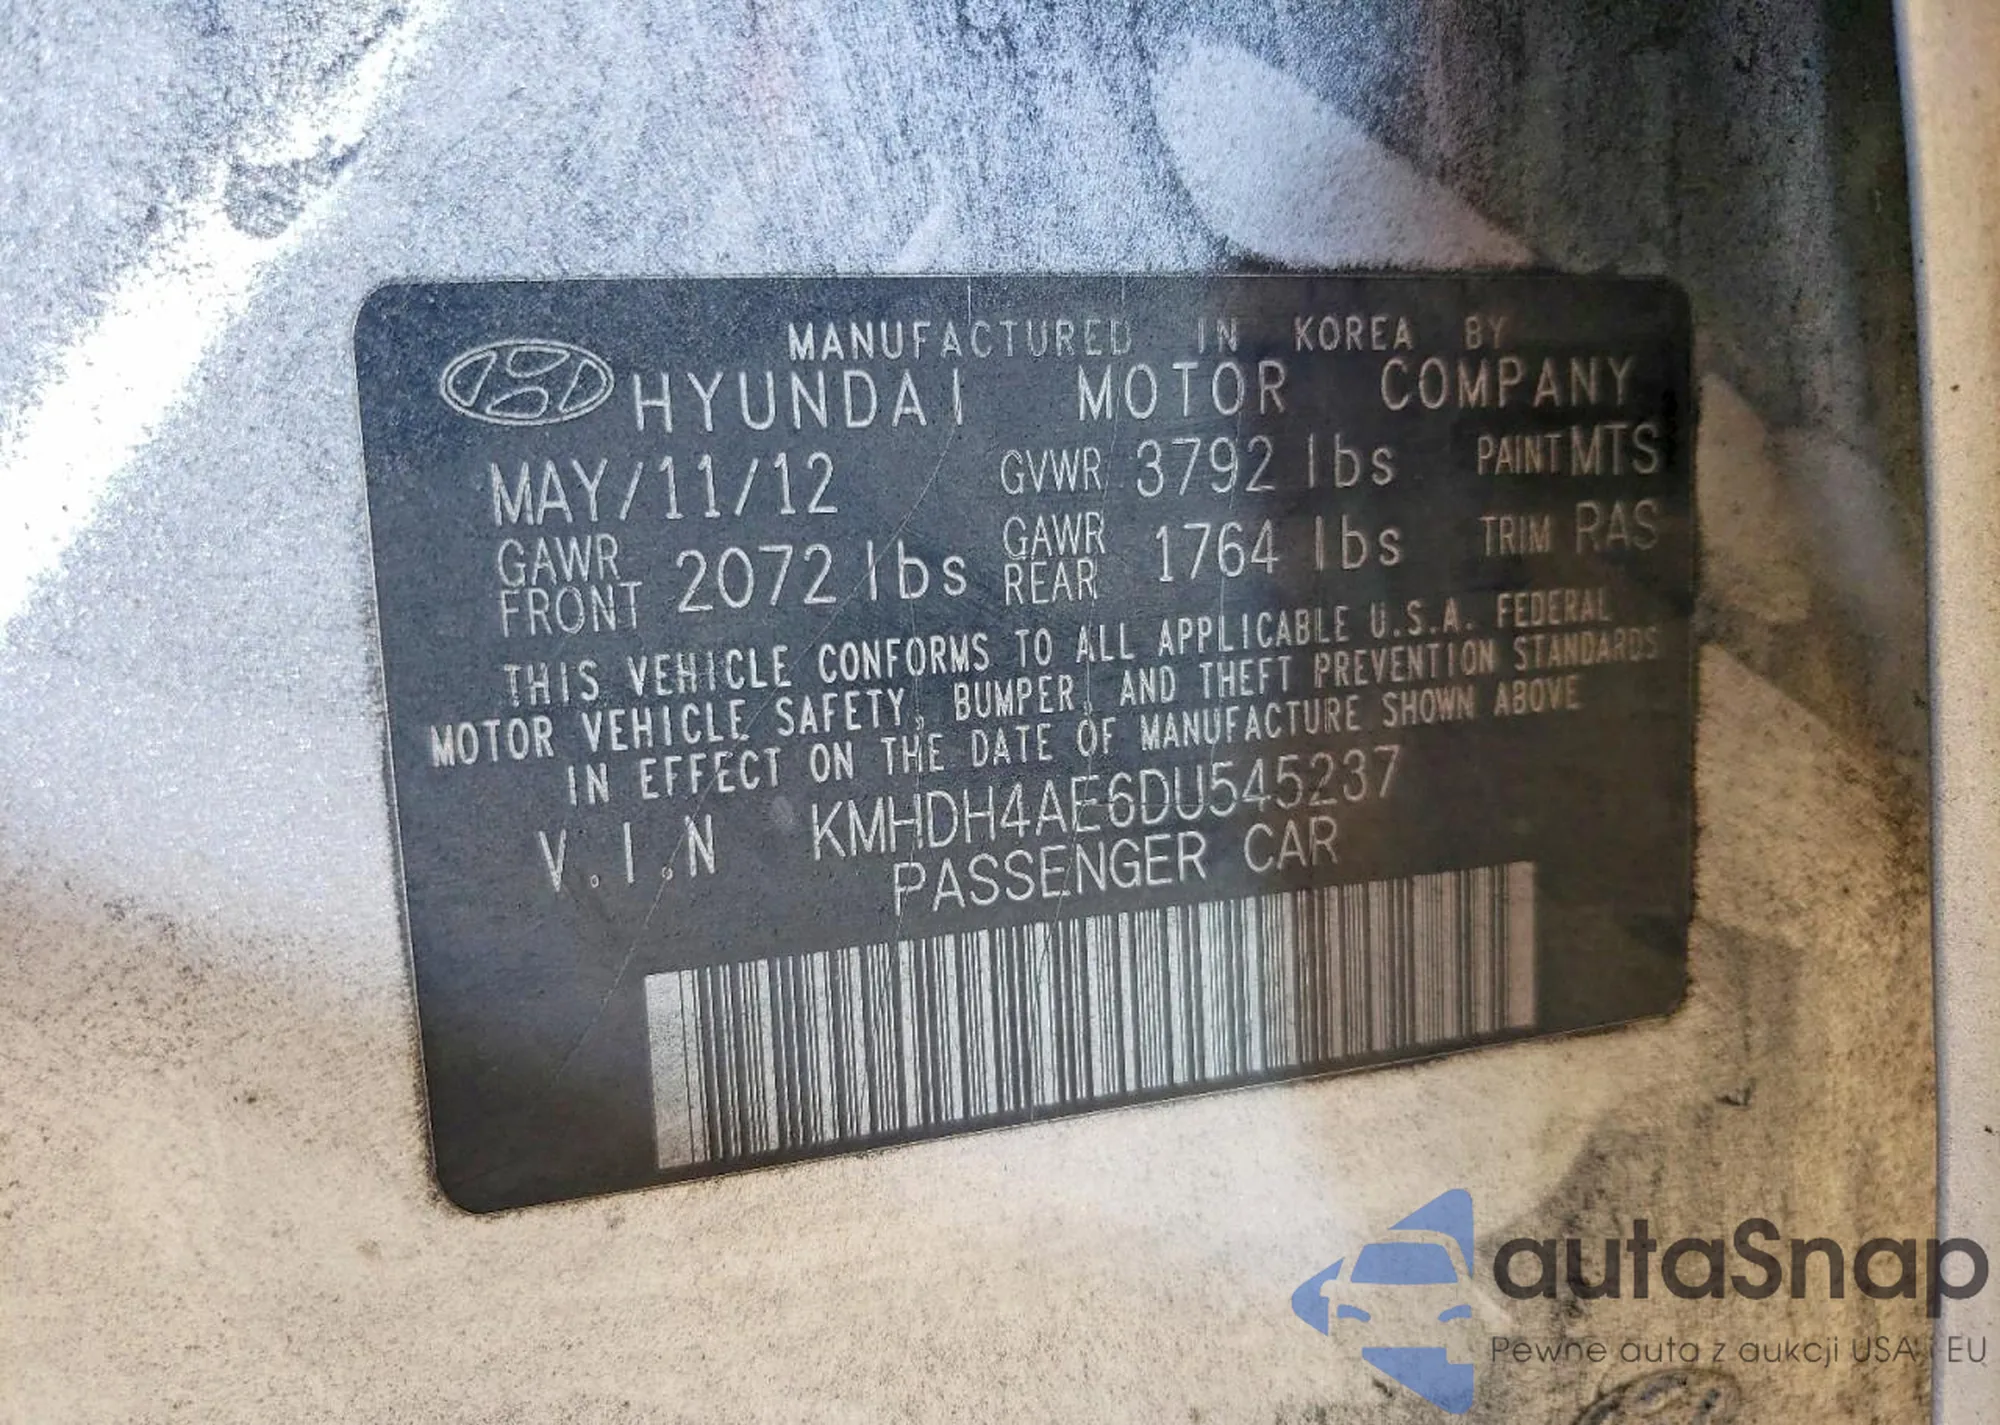 MANUFACTURED IN KOREA BY
HYUNDAI MOTOR COMPANY
MAY/11/12 GVWR 3792 lbs PAINT MTS
GAWR FRONT 2072 lbs GAWR REAR 1764 lbs TRIM RAS
THIS VEHICLE CONFORMS TO ALL APPLICABLE U.S.A. FEDERAL
MOTOR VEHICLE SAFETY, BUMPER, AND THEFT PREVENTION STANDARDS
IN EFFECT ON THE DATE OF MANUFACTURE SHOWN ABOVE
V.I.N KMHDH4AE6DU545237
PASSENGER CAR
autaSnap
Pewne auta z aukcji USA i EU